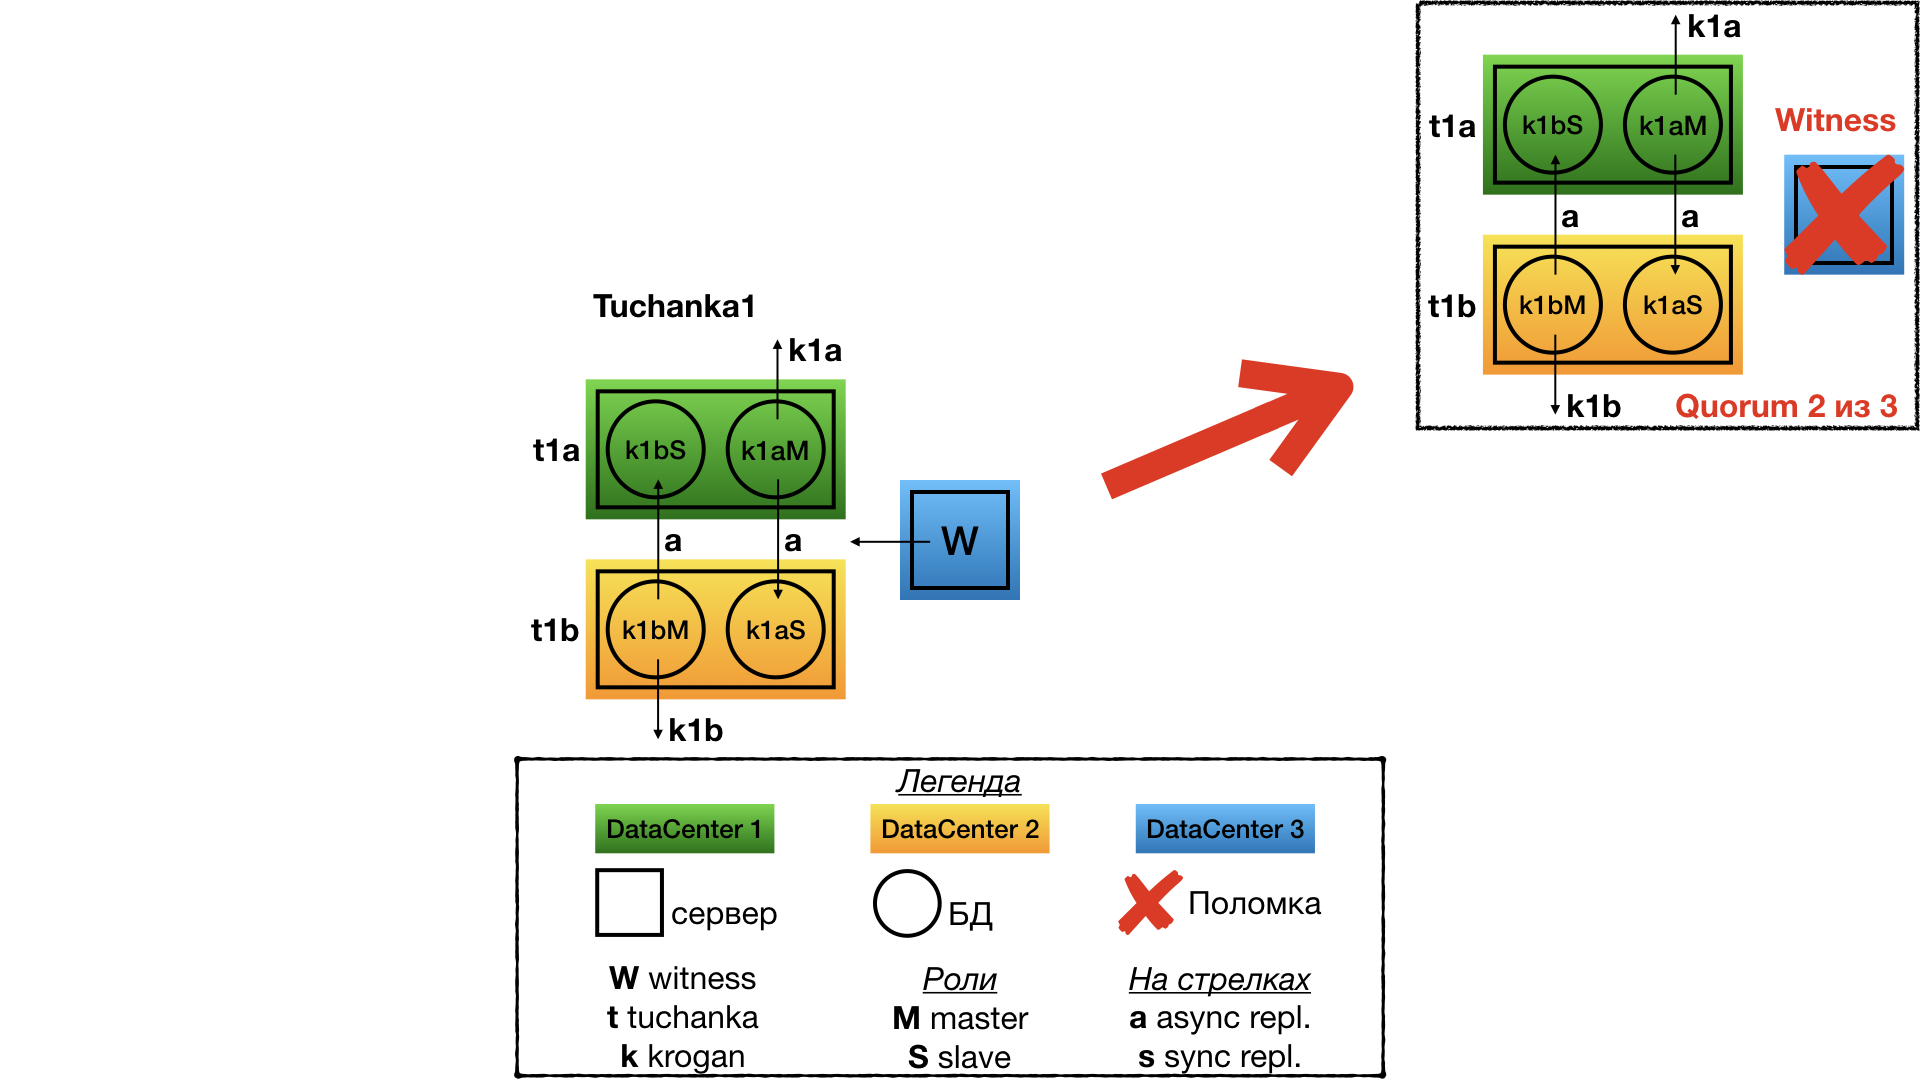 Tuchanka1
k1a
t1a
k1bS
k1aM
a
a
W
t1b
k1bM
k1aS
k1b
k1a
t1a
k1bS
k1aM
Witness
a
a
t1b
k1bM
k1aS
k1b
Quorum 2 из 3
Легенда
DataCenter 1
DataCenter 2
DataCenter 3
сервер
БД
Поломка
W witness
t tuchanka
k krogan
Роли
M master
S slave
На стрелках
a async repl.
s sync repl.